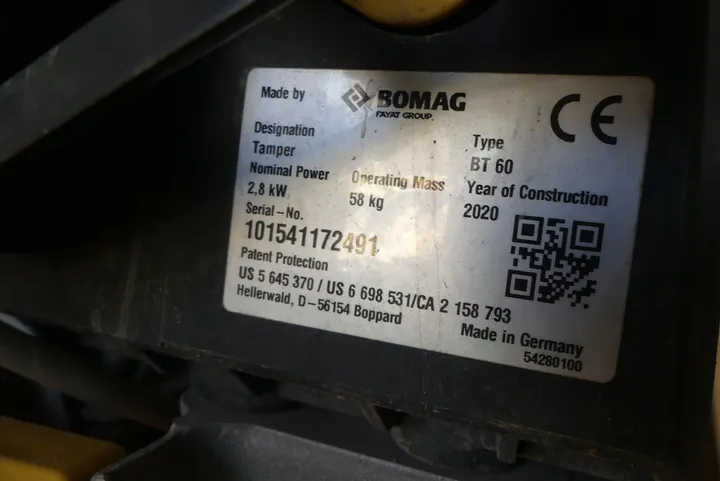 Made by BOMAG
FAYAT GROUP
CE
Designation Type
Tamper BT 60
Nominal Power Operating Mass Year of Construction
2,8 kW 58 kg 2020
Serial-No.
101541172491
Patent Protection
US 5 645 370 / US 6 698 531/CA 2 158 793
Hellerwald, D-56154 Boppard
Made in Germany
54280100